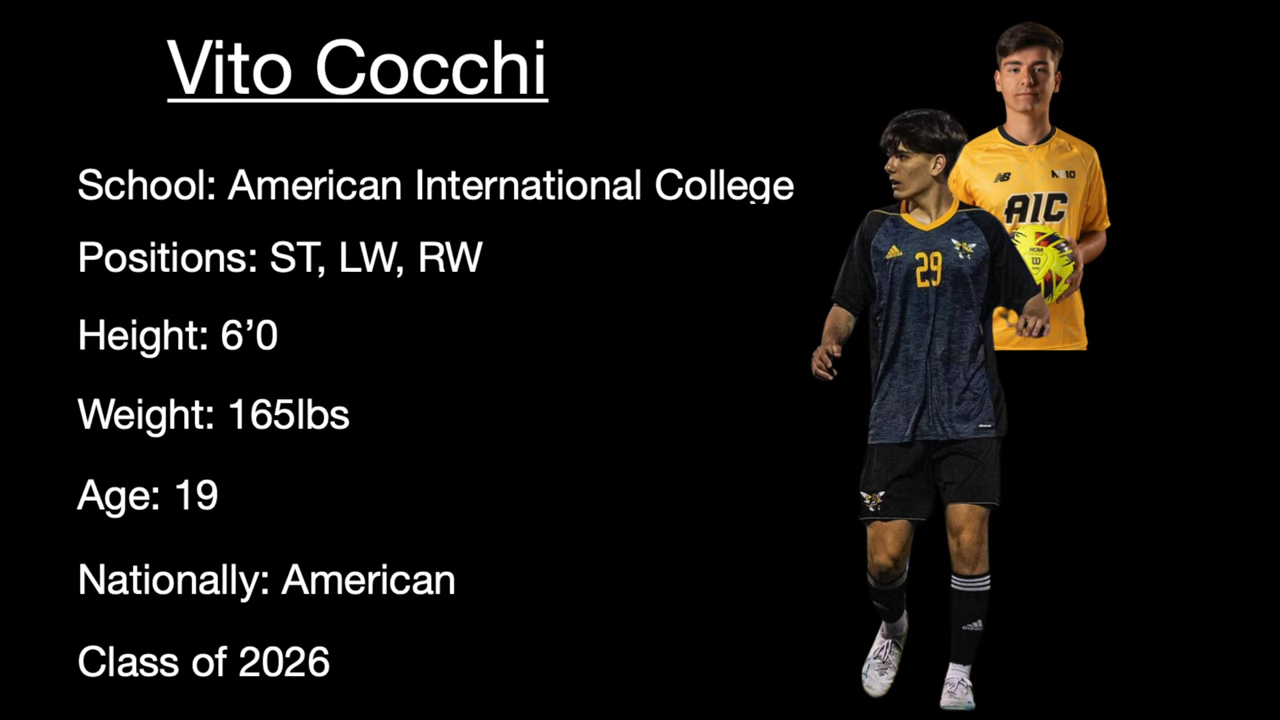 Vito Cocchi
School: American International College
Positions: ST, LW, RW
Height: 6’0
Weight: 165lbs
Age: 19
Nationally: American
Class of 2026
NB
AIC
29